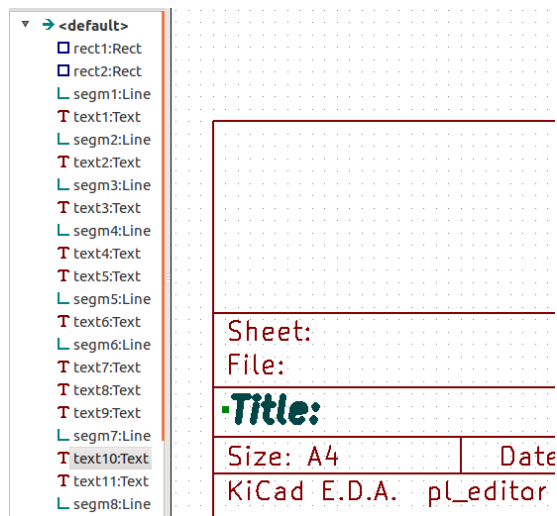 <default>
rect1:Rect
rect2:Rect
segm1:Line
text1:Text
segm2:Line
text2:Text
segm3:Line
text3:Text
segm4:Line
text4:Text
text5:Text
segm5:Line
text6:Text
segm6:Line
text7:Text
text8:Text
text9:Text
segm7:Line
text10:Text
text11:Text
segm8:Line
Sheet:
File:
Title:
Size: A4 Date
KiCad E.D.A. pl_editor